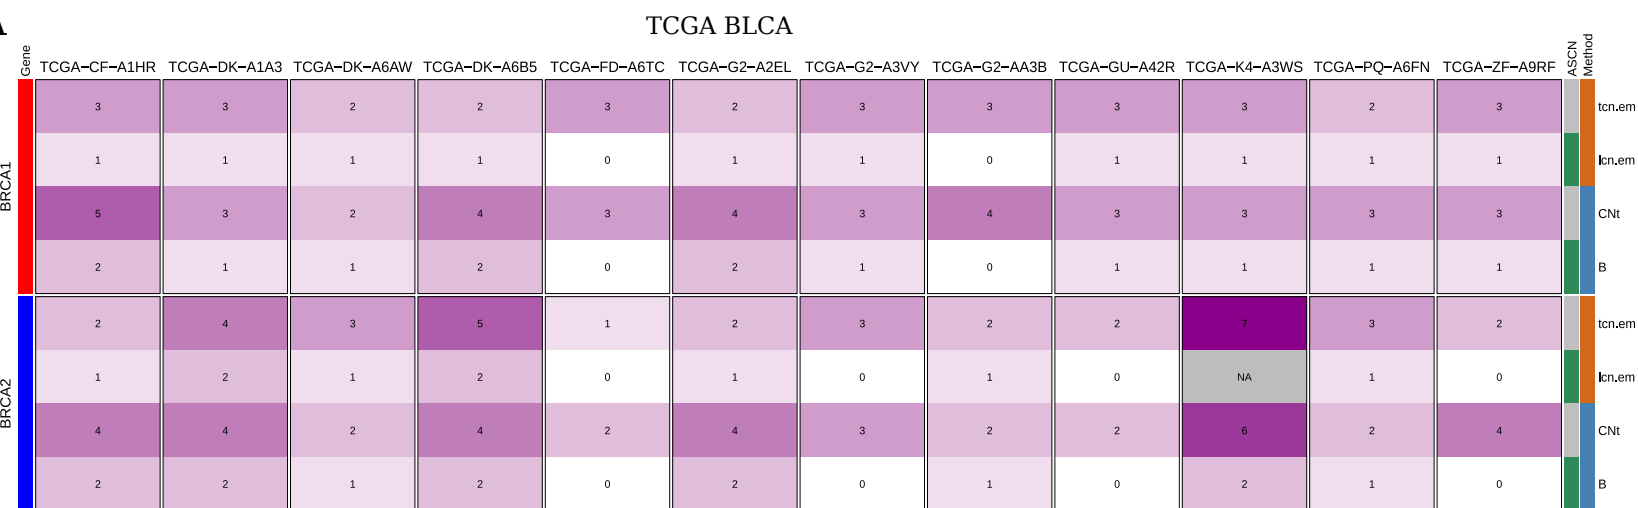 A
TCGA BLCA
Gene TCGA−CF−A1HR TCGA−DK−A1A3 TCGA−DK−A6AW TCGA−DK−A6B5 TCGA−FD−A6TC TCGA−G2−A2EL TCGA−G2−A3VY TCGA−G2−AA3B TCGA−GU−A42R TCGA−K4−A3WS TCGA−PQ−A6FN TCGA−ZF−A9RF ASCN Method
BRCA1
3 3 2 2 3 2 3 3 3 3 2 3 tcn.em
1 1 1 1 0 1 1 0 1 1 1 1 lcn.em
5 3 2 4 3 4 3 4 3 3 3 3 CNt
2 1 1 2 0 2 1 0 1 1 1 1 B
BRCA2
2 4 3 5 1 2 3 2 2 7 3 2 tcn.em
1 2 1 2 0 1 0 1 0 NA 1 0 lcn.em
4 4 2 4 2 4 3 2 2 6 2 4 CNt
2 2 1 2 0 2 0 1 0 2 1 0 B